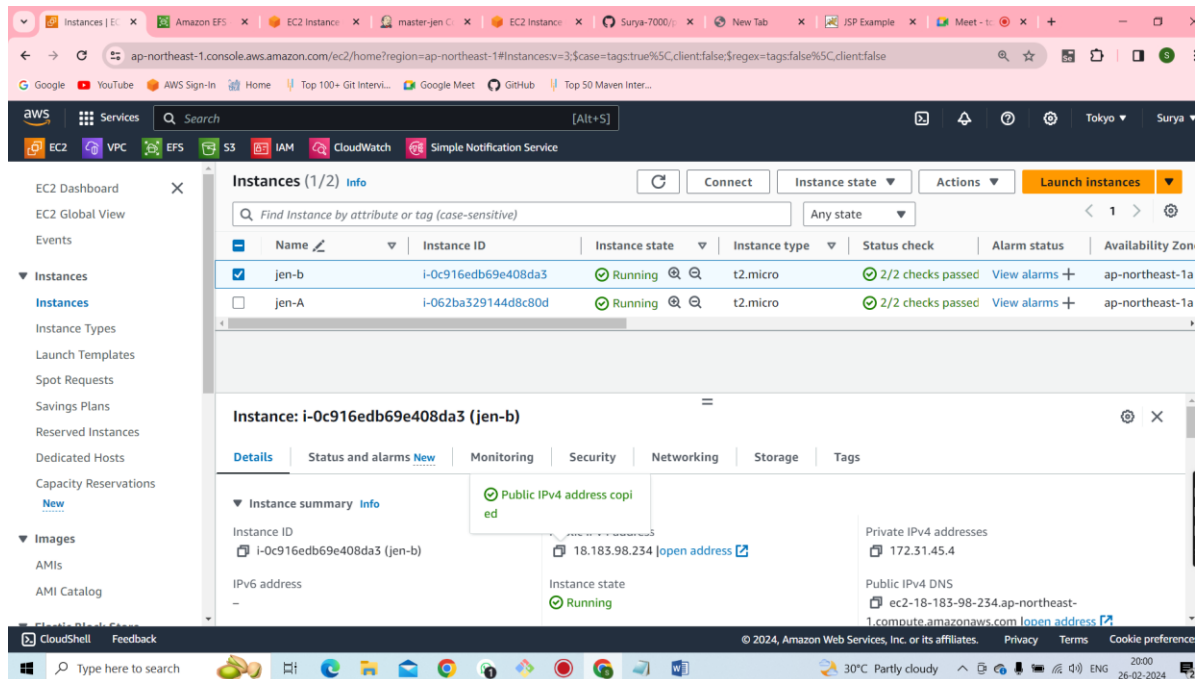 Instances | EC
Amazon EFS
EC2 Instance
master-jen C
EC2 Instance
Surya-7000/p
New Tab
JSP Example
Meet - to
ap-northeast-1.console.aws.amazon.com/ec2/home?region=ap-northeast-1#Instances:v=3;$case=tags:true%5C,client:false;$regex=tags:false%5C,client:false
S
Google YouTube AWS Sign-In Home Top 100+ Git Intervi... Google Meet GitHub Top 50 Maven Inter...
aws Services Search [Alt+S] Tokyo ▼ Surya ▼
EC2 VPC EFS S3 IAM CloudWatch Simple Notification Service
EC2 Dashboard
EC2 Global View
Events
Instances
Instances
Instance Types
Launch Templates
Spot Requests
Savings Plans
Reserved Instances
Dedicated Hosts
Capacity Reservations
New
Images
AMIs
AMI Catalog
Elastic Block Store
Instances (1/2) Info Connect Instance state ▼ Actions ▼ Launch instances ▼
Find Instance by attribute or tag (case-sensitive) Any state ▼ 1
Name Instance ID Instance state Instance type Status check Alarm status Availability Zon
jen-b i-0c916edb69e408da3 Running t2.micro 2/2 checks passed View alarms + ap-northeast-1a
jen-A i-062ba329144d8c80d Running t2.micro 2/2 checks passed View alarms + ap-northeast-1a
Instance: i-0c916edb69e408da3 (jen-b)
Details Status and alarms New Monitoring Security Networking Storage Tags
Public IPv4 address copi
ed
Instance summary Info
Instance ID Public IPv4 address Private IPv4 addresses
i-0c916edb69e408da3 (jen-b) 18.183.98.234 |open address 172.31.45.4
IPv6 address Instance state Public IPv4 DNS
– Running ec2-18-183-98-234.ap-northeast-
1.compute.amazonaws.com |open address
CloudShell Feedback © 2024, Amazon Web Services, Inc. or its affiliates. Privacy Terms Cookie preference
Type here to search 30°C Partly cloudy ENG 20:00
26-02-2024